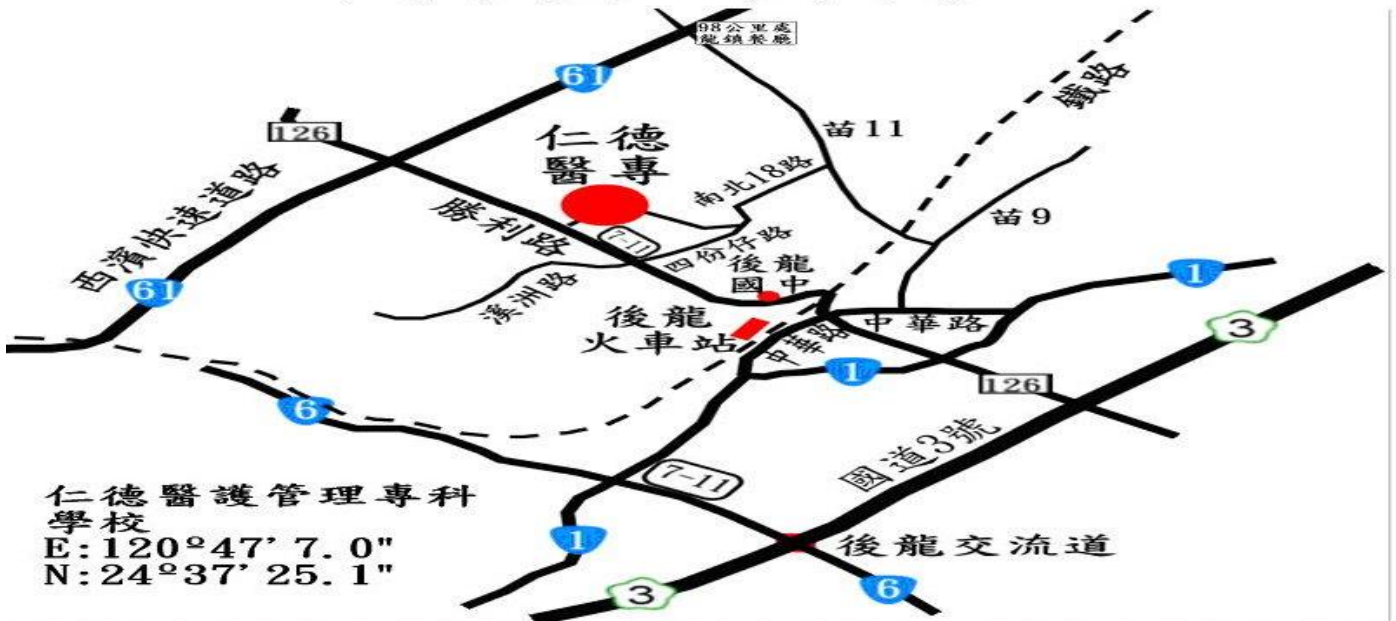 98公里處
龍鎮餐廳
61
126
鐵路
苗11
仁德
醫專
西濱快速道路
南北18路
勝利路
苗9
7-11
四份仔路
後龍
國中
61
溪洲路
1
後龍
火車站
中華路
中華路
3
1
126
6
國道3號
7-11
仁德醫護管理專科
學校
E:120º47' 7.0"
N:24º37' 25.1"
1
後龍交流道
3
6